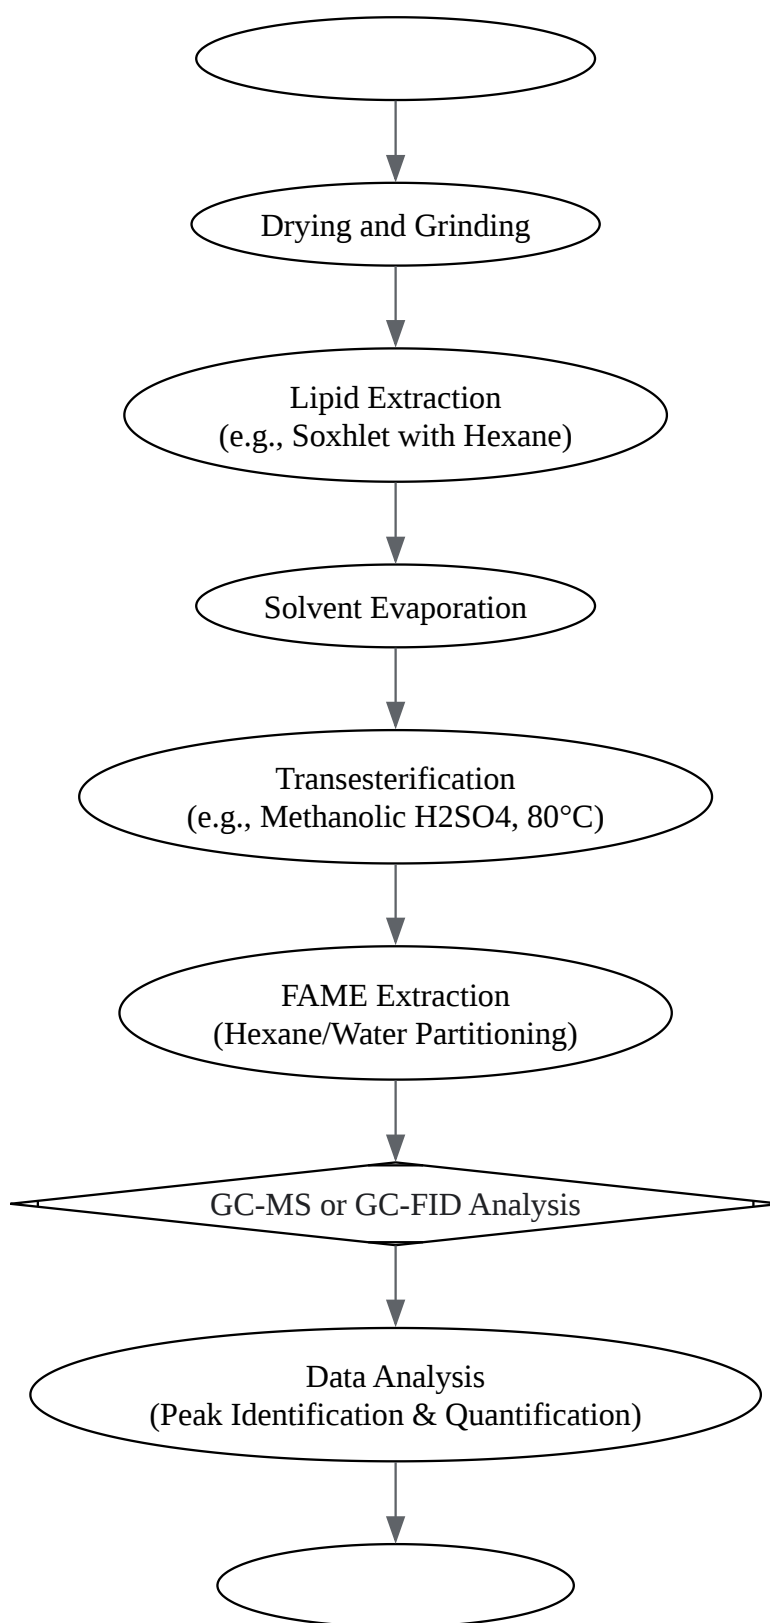 Drying and Grinding
Lipid Extraction
(e.g., Soxhlet with Hexane)
Solvent Evaporation
Transesterification
(e.g., Methanolic H2SO4, 80°C)
FAME Extraction
(Hexane/Water Partitioning)
GC-MS or GC-FID Analysis
Data Analysis
(Peak Identification & Quantification)